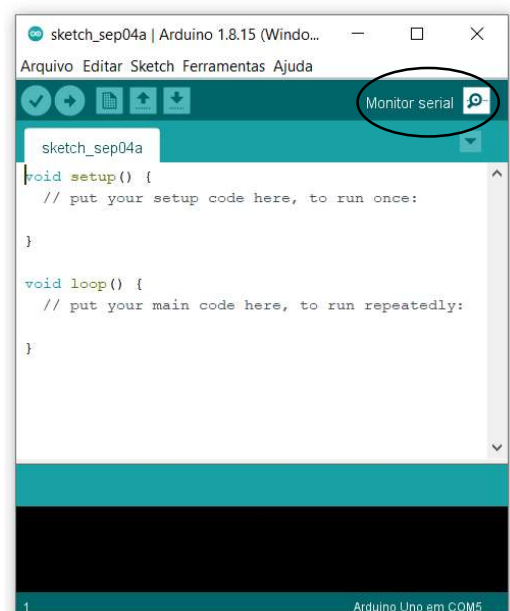 sketch_sep04a | Arduino 1.8.15 (Windo...
Arquivo Editar Sketch Ferramentas Ajuda
Monitor serial
sketch_sep04a
void setup() {
// put your setup code here, to run once:
}
void loop() {
// put your main code here, to run repeatedly:
}
1 Arduino Uno em COM5